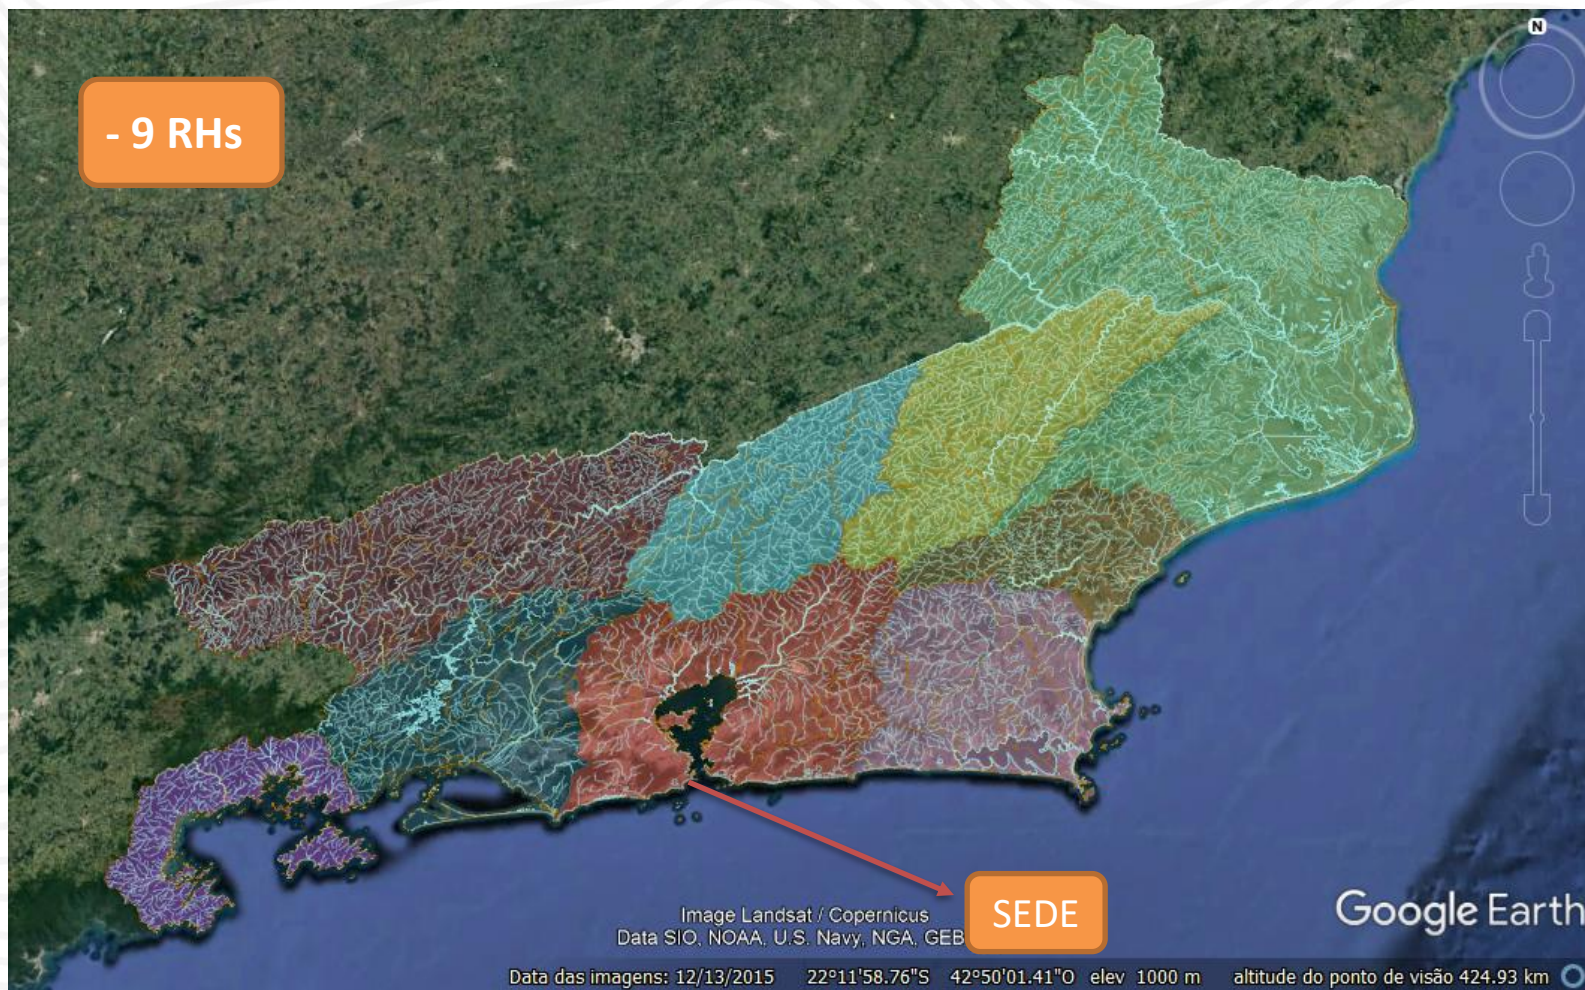 N
- 9 RHs
SEDE
Image Landsat / Copernicus
Data SIO, NOAA, U.S. Navy, NGA, GEB
Google Earth
Data das imagens: 12/13/2015 22°11'58.76"S 42°50'01.41"O elev 1000 m altitude do ponto de visão 424.93 km